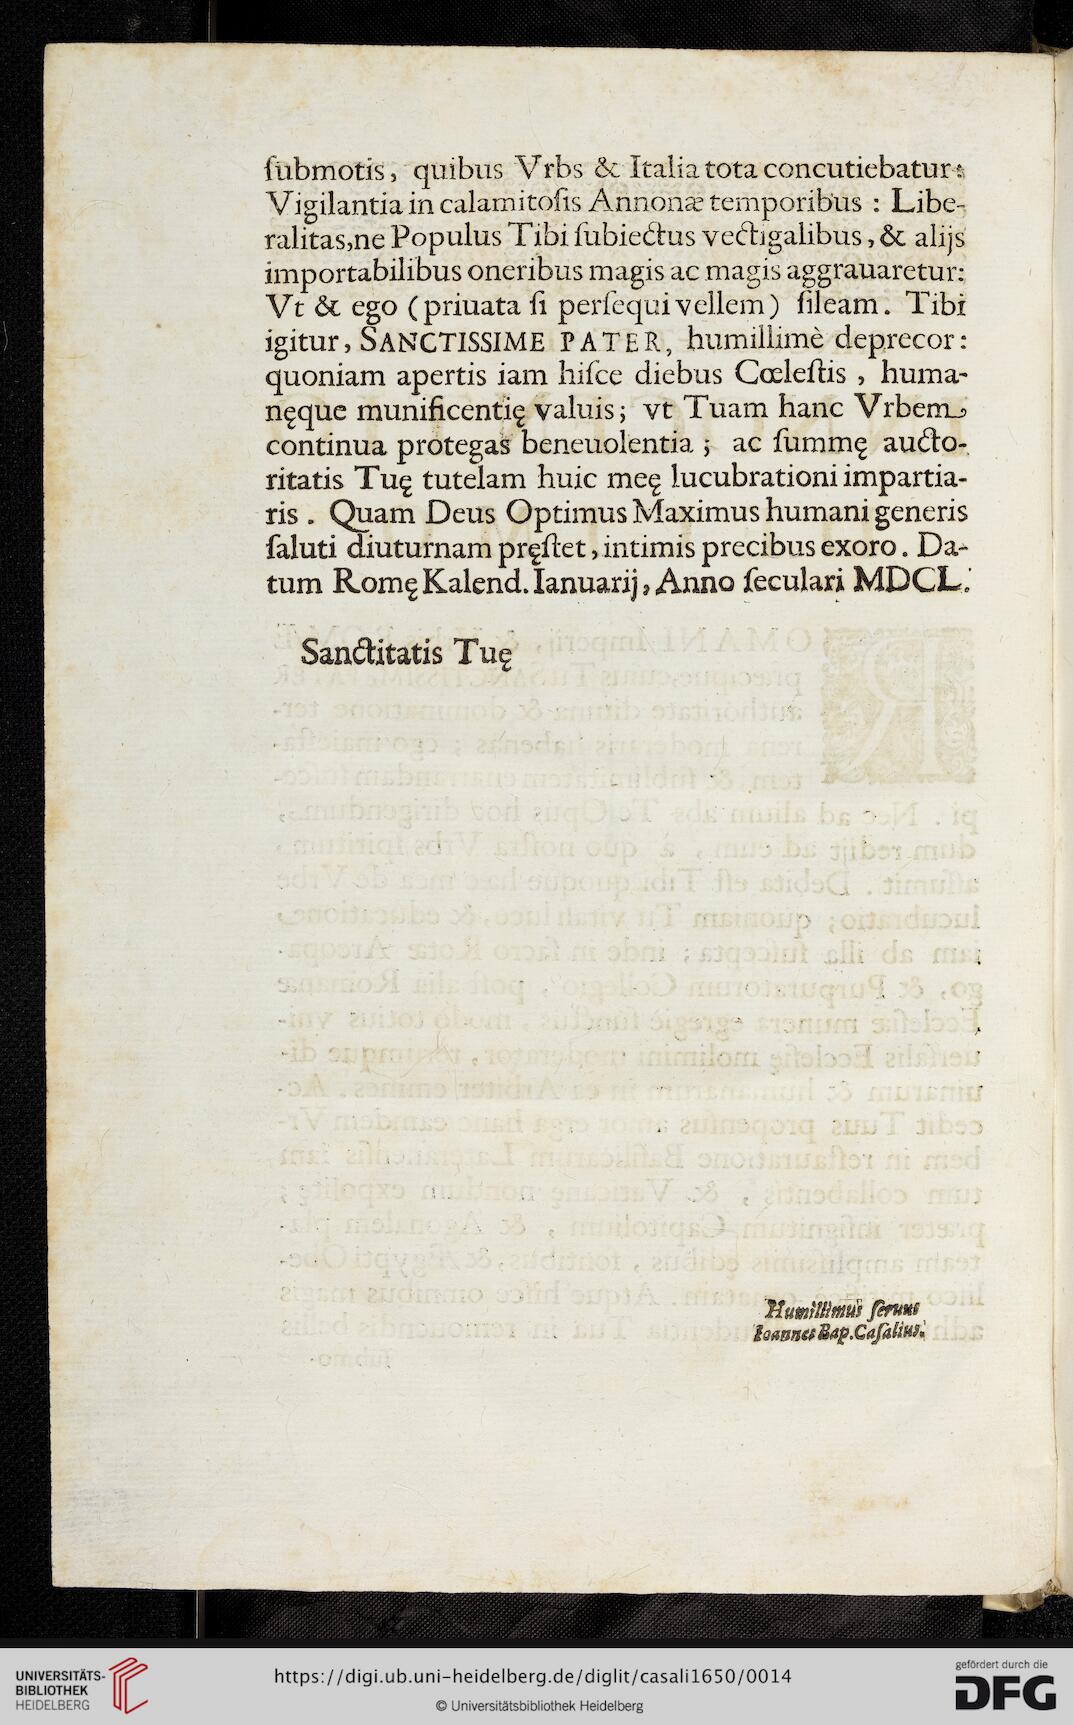 ſubmotis, quibus Vrbs & Italia tota concutiebatur:
Vigilantia in calamitoſis Annonæ temporibus : Libe-
ralitas,ne Populus Tibi ſubiectus vectigalibus, & alijs
importabilibus oneribus magis ac magis aggrauaretur:
Vt & ego (priuata ſi perſequi vellem) ſileam. Tibi
igitur, SANCTISSIME PATER, humillimè deprecor:
quoniam apertis iam hiſce diebus Cœleſtis , huma-
nęque munificentię valuis; vt Tuam hanc Vrbem
continua protegas beneuolentia ; ac ſummę aucto-
ritatis Tuę tutelam huic meę lucubrationi impartia-
ris . Quam Deus Optimus Maximus humani generis
ſaluti diuturnam pręſtet, intimis precibus exoro. Da-
tum Romę Kalend. Ianuarij, Anno ſeculari MDCL.
Sanctitatis Tuę
Humillimus ſeruus
Ioannes Bap. Caſalius.
UNIVERSITÄTS-
BIBLIOTHEK
HEIDELBERG
https://digi.ub.uni-heidelberg.de/diglit/casali1650/0014
© Universitätsbibliothek Heidelberg
gefördert durch die
DFG